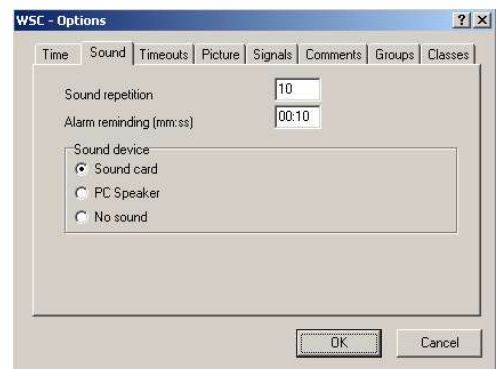 WSC - Options
Time Sound Timeouts Picture Signals Comments Groups Classes
Sound repetition 10
Alarm reminding (mm:ss) 00:10
Sound device
Sound card
PC Speaker
No sound
OK Cancel